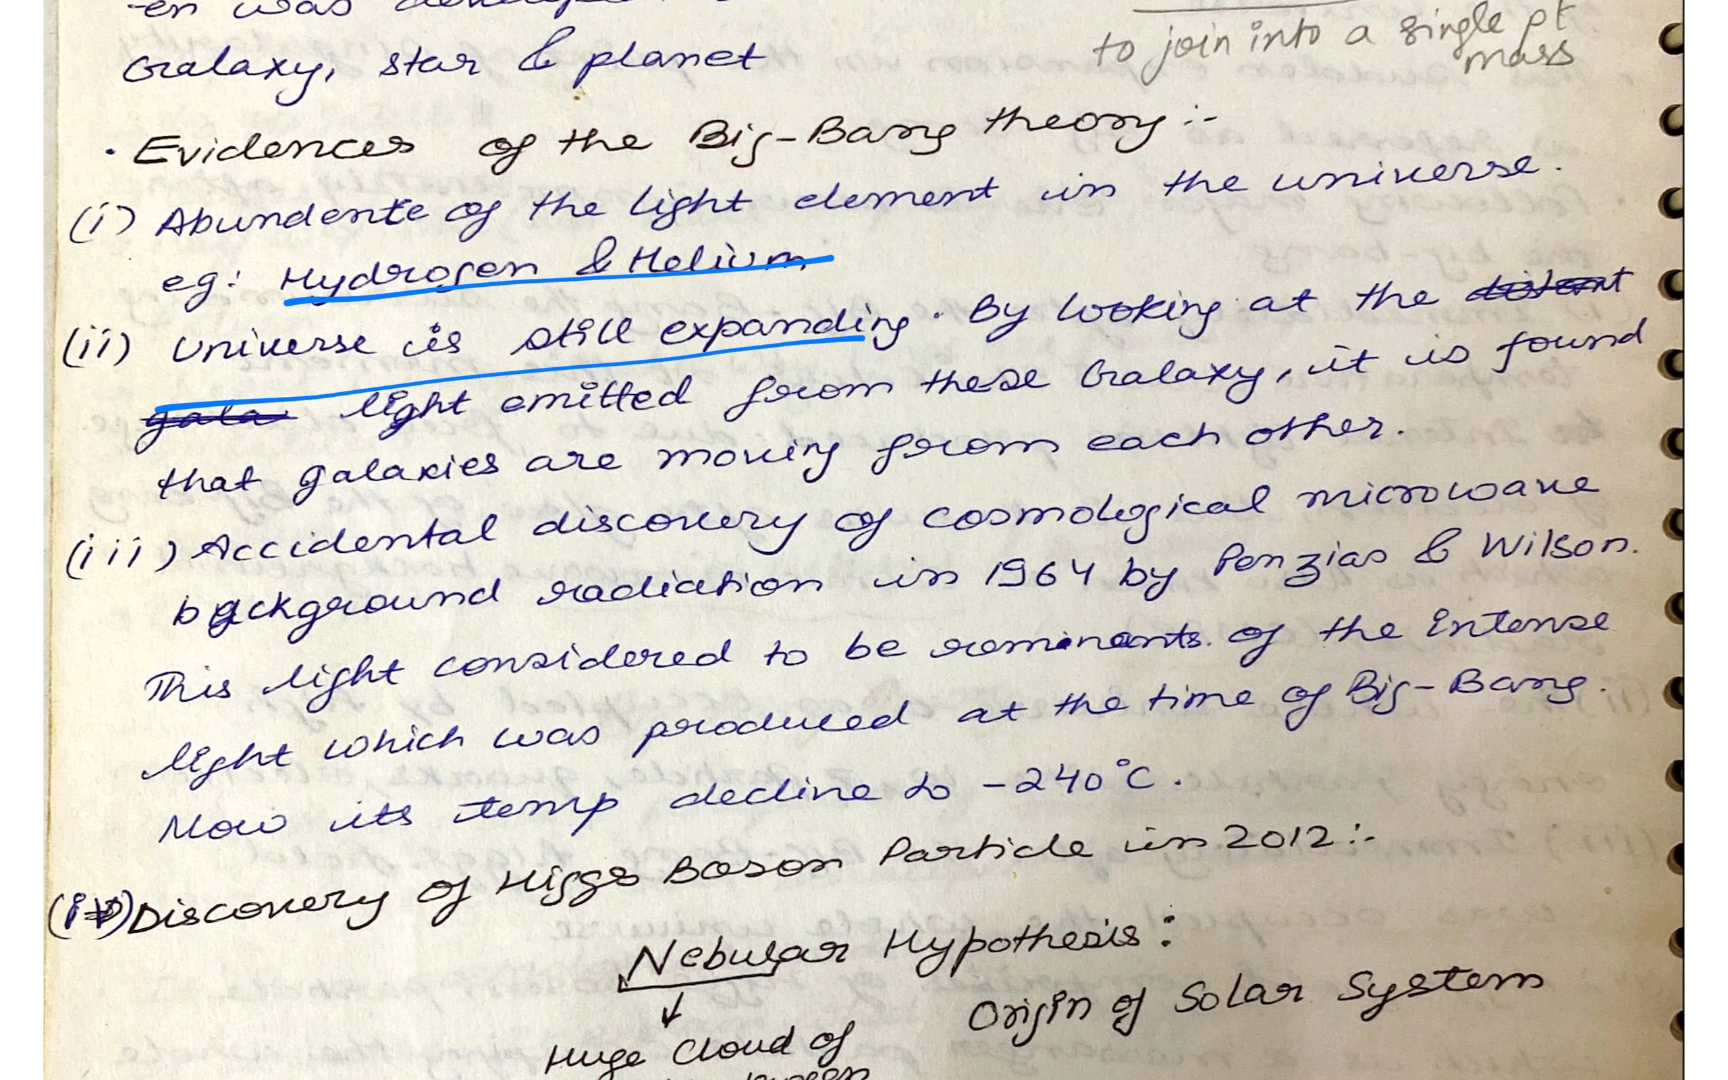 -en was
Galaxy, star & planet
to join into a single pt
mass
• Evidences of the Big-Bang theory :-
(i) Abundente of the light element in the universe.
eg: Hydrogen & Helium
(ii) Universe is still expanding. By looking at the distant
gala light emitted from these Galaxy, it is found
that galaxies are moving from each other.
(iii) Accidental discovery of cosmological microwave
background radiation in 1964 by Penzias & Wilson.
This light considered to be remenants of the intense
light which was produced at the time of Big-Bang.
Now its temp decline to -240°C.
(iv) Discovery of Higgs Boson Particle in 2012:-
Nebular Hypothesis:
Origin of Solar System
Huge Cloud of